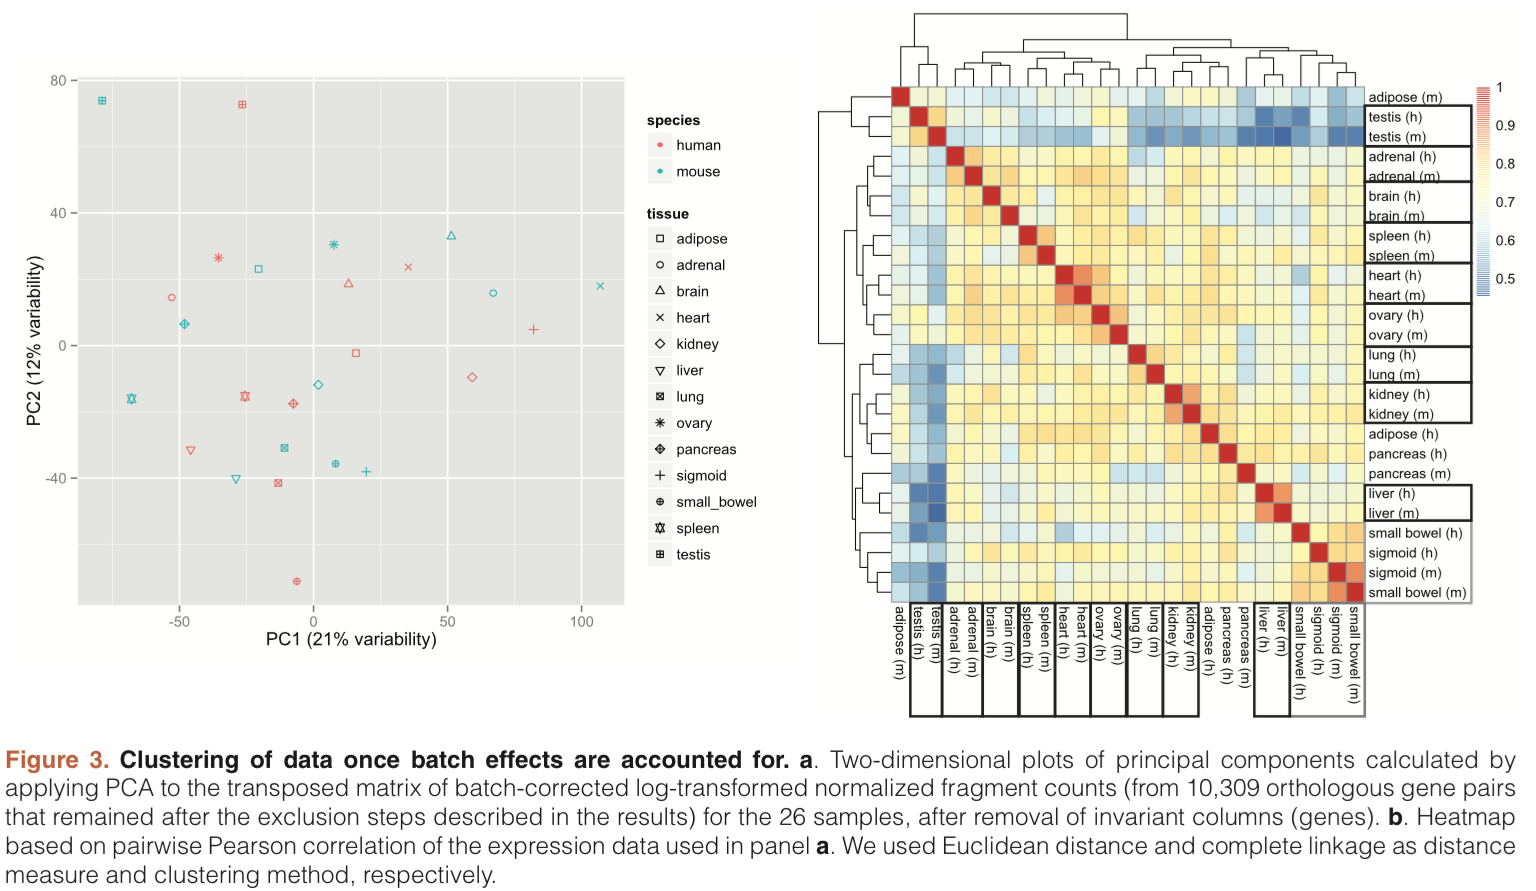 80
40
0
-40
-50
0
50
100
PC2 (12% variability)
PC1 (21% variability)
species
human
mouse
tissue
adipose
adrenal
brain
heart
kidney
liver
lung
ovary
pancreas
sigmoid
small_bowel
spleen
testis
adipose (m)
testis (h)
testis (m)
adrenal (h)
adrenal (m)
brain (h)
brain (m)
spleen (h)
spleen (m)
heart (h)
heart (m)
ovary (h)
ovary (m)
lung (h)
lung (m)
kidney (h)
kidney (m)
adipose (h)
pancreas (h)
pancreas (m)
liver (h)
liver (m)
small bowel (h)
sigmoid (h)
sigmoid (m)
small bowel (m)
1
0.9
0.8
0.7
0.6
0.5
adipose (m)
testis (h)
testis (m)
adrenal (h)
adrenal (m)
brain (h)
brain (m)
spleen (h)
spleen (m)
heart (h)
heart (m)
ovary (h)
ovary (m)
lung (h)
lung (m)
kidney (h)
kidney (m)
adipose (h)
pancreas (h)
pancreas (m)
liver (h)
liver (m)
small bowel (h)
sigmoid (h)
sigmoid (m)
small bowel (m)
Figure 3. Clustering of data once batch effects are accounted for. a. Two-dimensional plots of principal components calculated by
applying PCA to the transposed matrix of batch-corrected log-transformed normalized fragment counts (from 10,309 orthologous gene pairs
that remained after the exclusion steps described in the results) for the 26 samples, after removal of invariant columns (genes). b. Heatmap
based on pairwise Pearson correlation of the expression data used in panel a. We used Euclidean distance and complete linkage as distance
measure and clustering method, respectively.